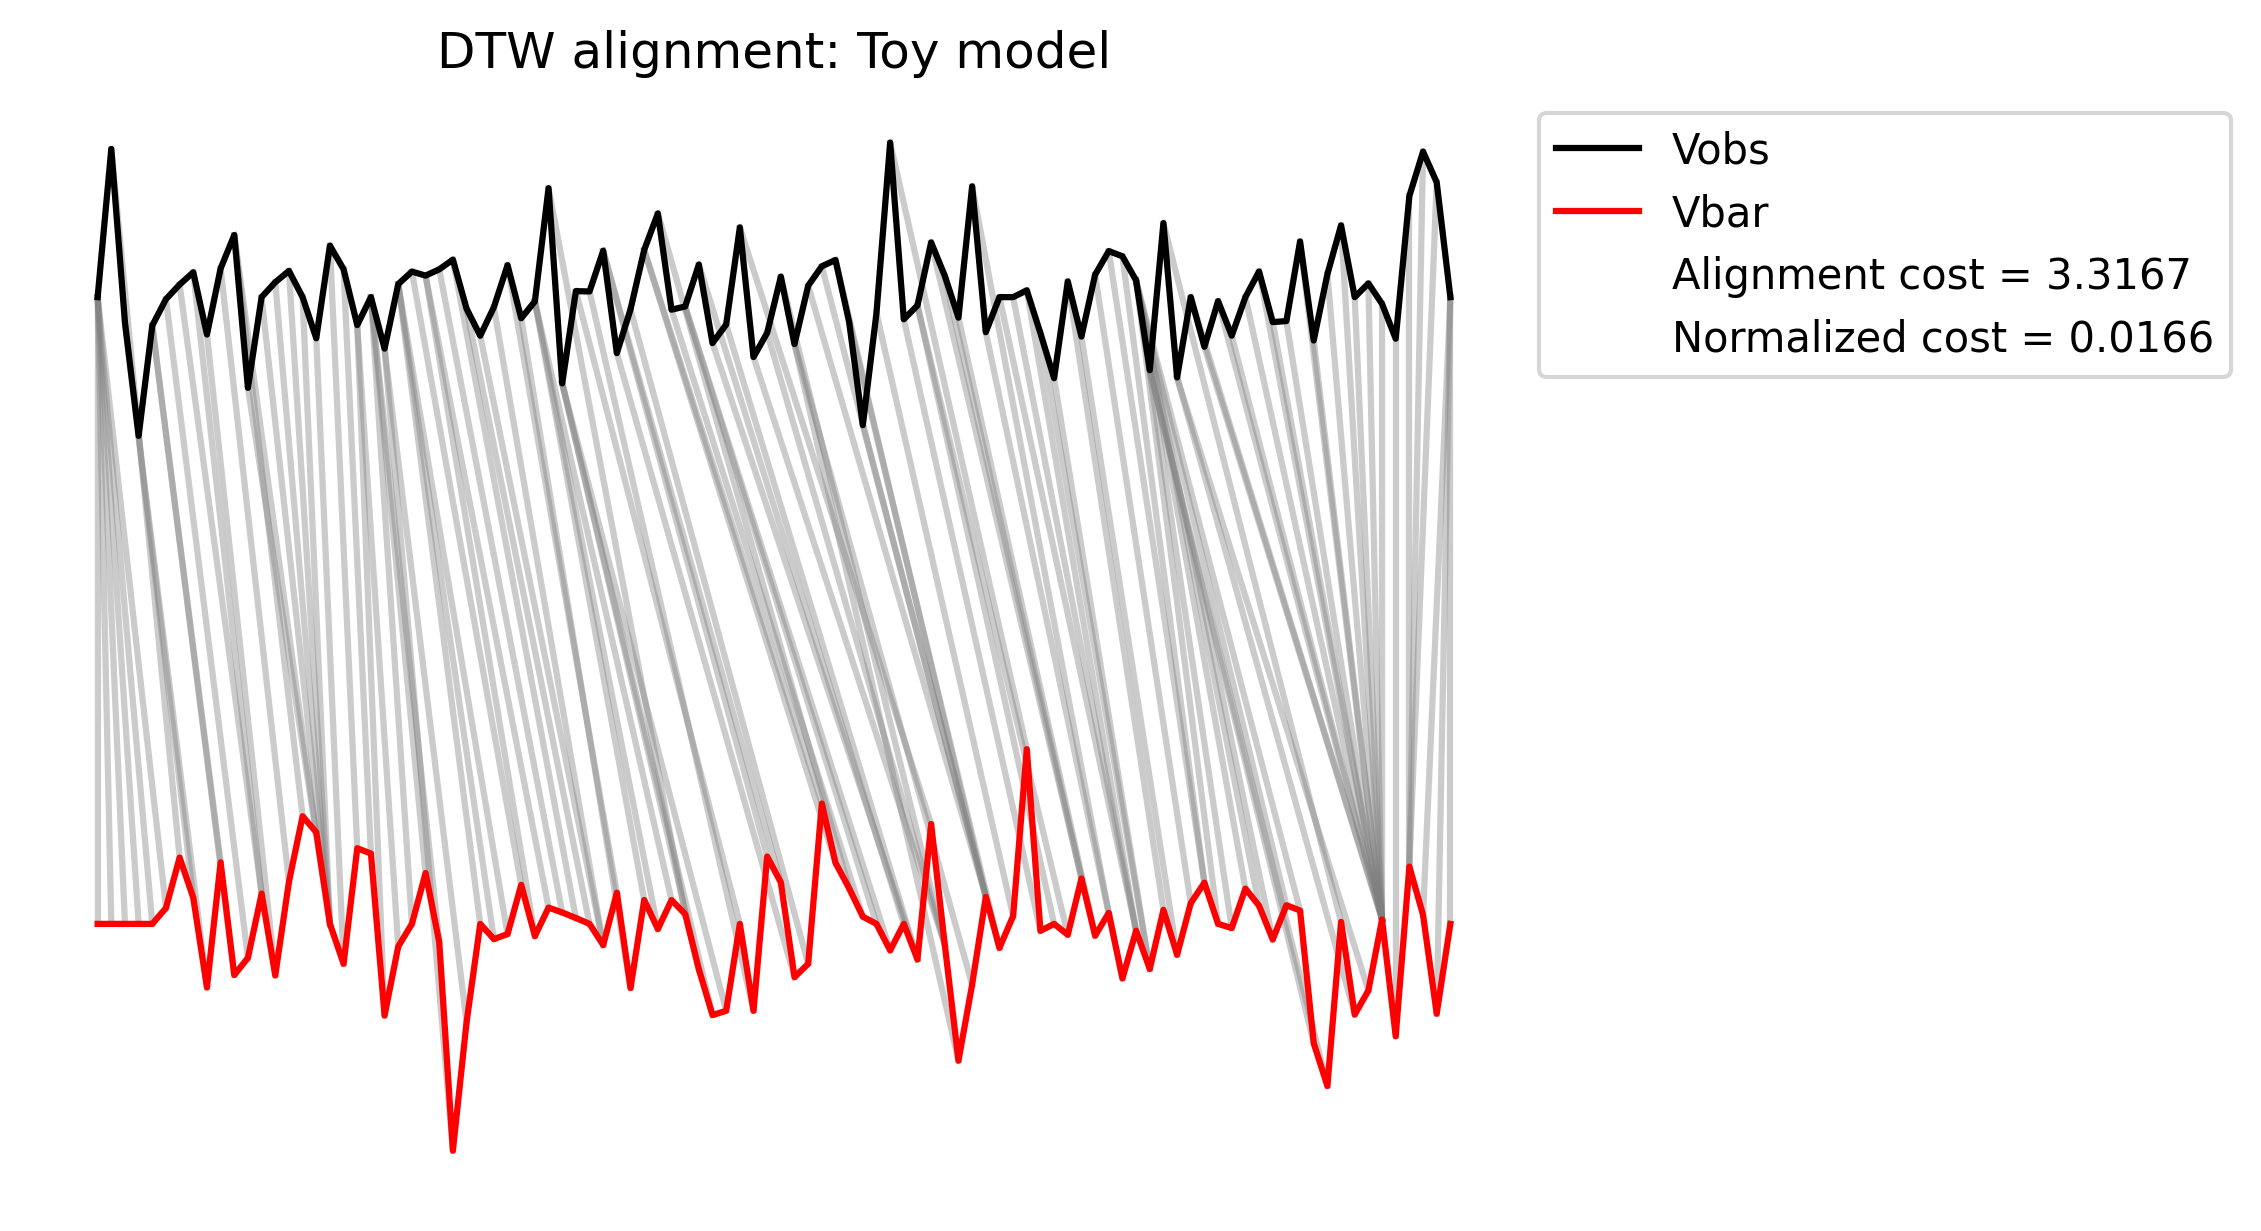 DTW alignment: Toy model
Vobs
Vbar
Alignment cost = 3.3167
Normalized cost = 0.0166